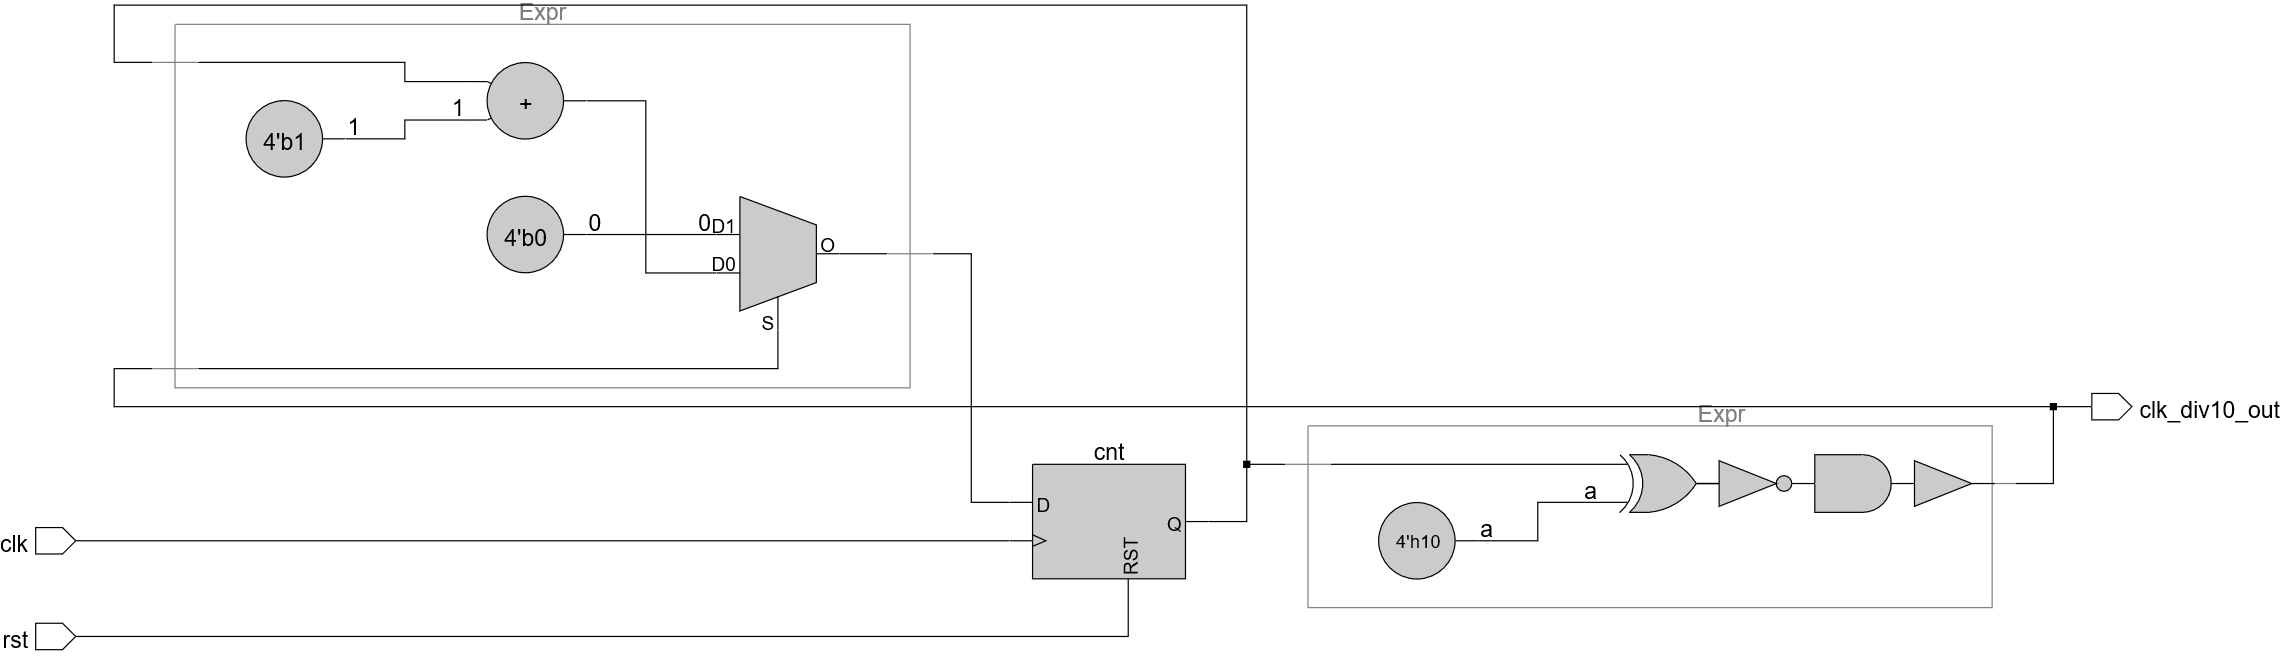 Expr
+
1
4'b1
1
4'b0
0
0
D1
D0
O
S
clk_div10_out
Expr
cnt
D
Q
RST
a
4'h10
a
clk
rst